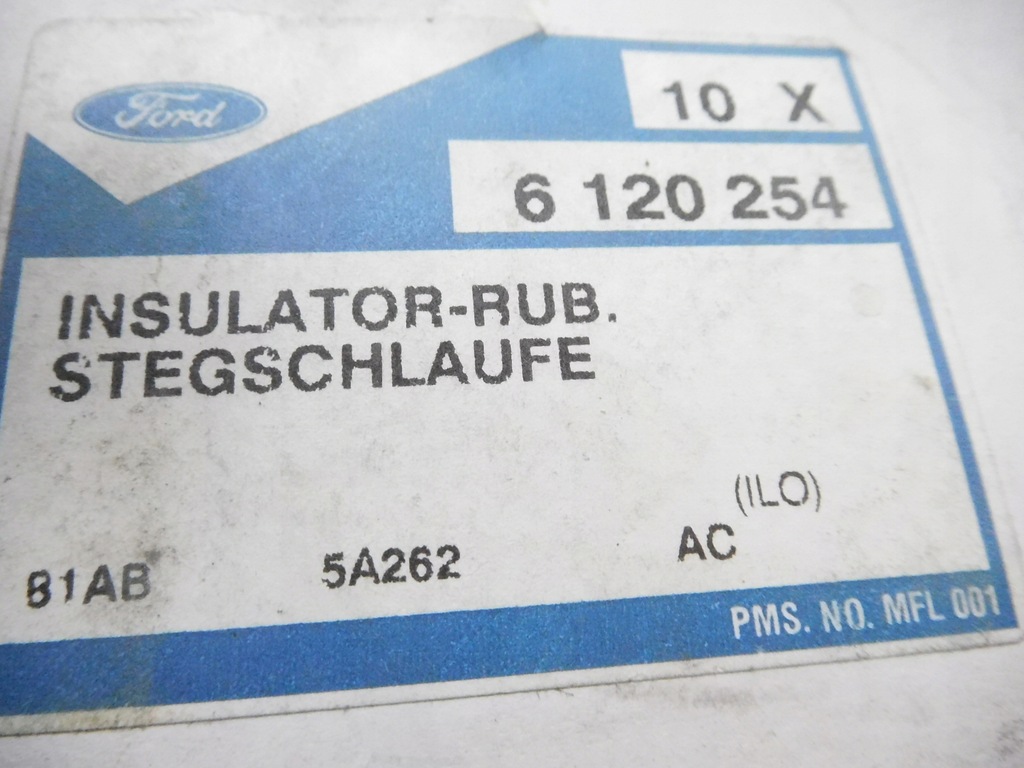 Ford
10 X
6 120 254
INSULATOR-RUB.
STEGSCHLAUFE
(ILO)
81AB 5A262 AC
PMS. NO. MFL 001